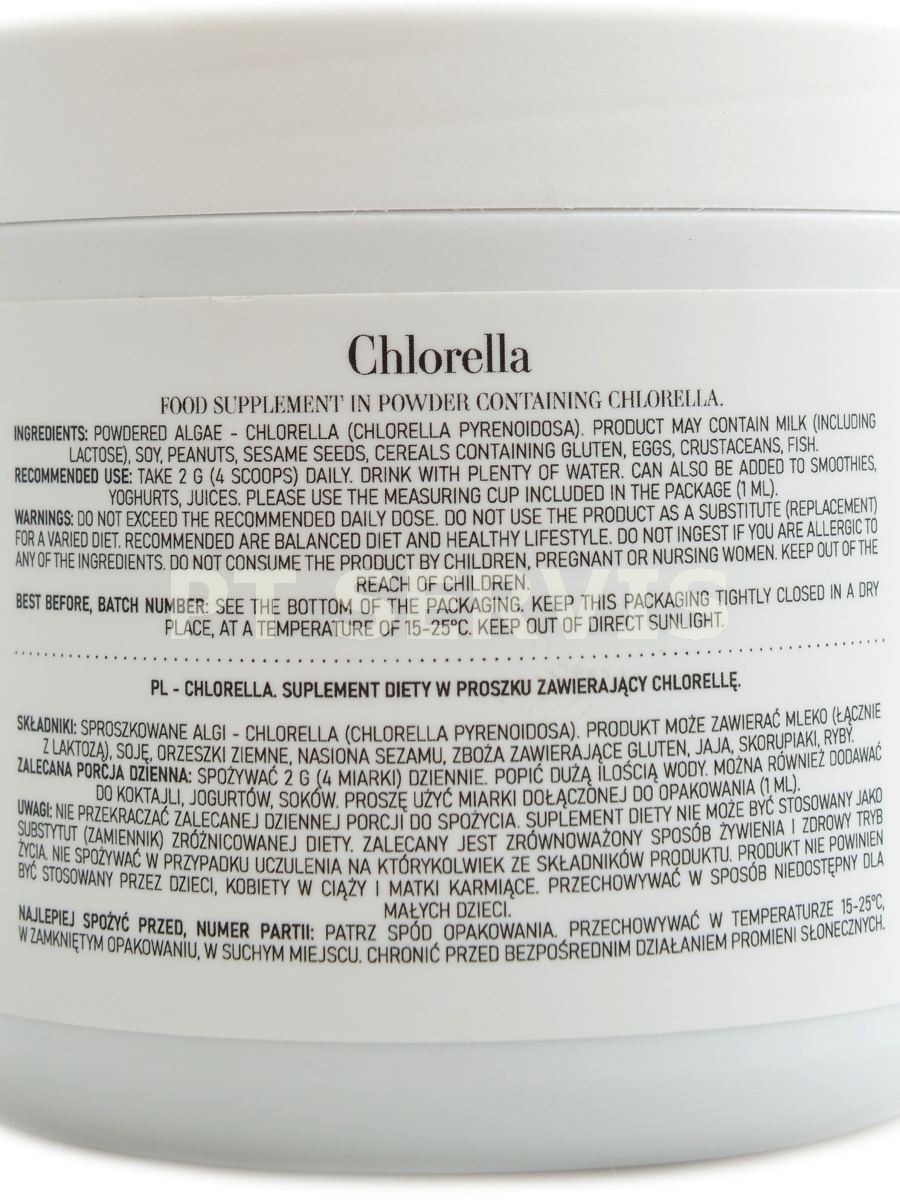 Chlorella
FOOD SUPPLEMENT IN POWDER CONTAINING CHLORELLA.
INGREDIENTS: POWDERED ALGAE - CHLORELLA (CHLORELLA PYRENOIDOSA). PRODUCT MAY CONTAIN MILK (INCLUDING
LACTOSE), SOY, PEANUTS, SESAME SEEDS, CEREALS CONTAINING GLUTEN, EGGS, CRUSTACEANS, FISH.
RECOMMENDED USE: TAKE 2 G (4 SCOOPS) DAILY. DRINK WITH PLENTY OF WATER. CAN ALSO BE ADDED TO SMOOTHIES,
YOGHURTS, JUICES. PLEASE USE THE MEASURING CUP INCLUDED IN THE PACKAGE (1 ML).
WARNINGS: DO NOT EXCEED THE RECOMMENDED DAILY DOSE. DO NOT USE THE PRODUCT AS A SUBSTITUTE (REPLACEMENT)
FOR A VARIED DIET. RECOMMENDED ARE BALANCED DIET AND HEALTHY LIFESTYLE. DO NOT INGEST IF YOU ARE ALLERGIC TO
ANY OF THE INGREDIENTS. DO NOT CONSUME THE PRODUCT BY CHILDREN, PREGNANT OR NURSING WOMEN. KEEP OUT OF THE
REACH OF CHILDREN.
BEST BEFORE, BATCH NUMBER: SEE THE BOTTOM OF THE PACKAGING. KEEP THIS PACKAGING TIGHTLY CLOSED IN A DRY
PLACE, AT A TEMPERATURE OF 15-25°C. KEEP OUT OF DIRECT SUNLIGHT.
PL - CHLORELLA. SUPLEMENT DIETY W PROSZKU ZAWIERAJĄCY CHLORELLĘ.
SKŁADNIKI: SPROSZKOWANE ALGI - CHLORELLA (CHLORELLA PYRENOIDOSA). PRODUKT MOŻE ZAWIERAĆ MLEKO (ŁĄCZNIE
Z LAKTOZĄ), SOJĘ, ORZESZKI ZIEMNE, NASIONA SEZAMU, ZBOŻA ZAWIERAJĄCE GLUTEN, JAJA, SKORUPIAKI, RYBY.
ZALECANA PORCJA DZIENNA: SPOŻYWAĆ 2 G (4 MIARKI) DZIENNIE. POPIĆ DUŻĄ ILOŚCIĄ WODY. MOŻNA RÓWNIEŻ DODAWAĆ
DO KOKTAJLI, JOGURTÓW, SOKÓW. PROSZĘ UŻYĆ MIARKI DOŁĄCZONEJ DO OPAKOWANIA (1 ML).
UWAGI: NIE PRZEKRACZAĆ ZALECANEJ DZIENNEJ PORCJI DO SPOŻYCIA. SUPLEMENT DIETY NIE MOŻE BYĆ STOSOWANY JAKO
SUBSTYTUT (ZAMIENNIK) ZRÓŻNICOWANEJ DIETY. ZALECANY JEST ZRÓWNOWAŻONY SPOSÓB ŻYWIENIA I ZDROWY TRYB
ŻYCIA. NIE SPOŻYWAĆ W PRZYPADKU UCZULENIA NA KTÓRYKOLWIEK ZE SKŁADNIKÓW PRODUKTU. PRODUKT NIE POWINIEN
BYĆ STOSOWANY PRZEZ DZIECI, KOBIETY W CIĄŻY I MATKI KARMIĄCE. PRZECHOWYWAĆ W SPOSÓB NIEDOSTĘPNY DLA
MAŁYCH DZIECI.
NAJLEPIEJ SPOŻYĆ PRZED, NUMER PARTII: PATRZ SPÓD OPAKOWANIA. PRZECHOWYWAĆ W TEMPERATURZE 15-25°C,
W ZAMKNIĘTYM OPAKOWANIU, W SUCHYM MIEJSCU. CHRONIĆ PRZED BEZPOŚREDNIM DZIAŁANIEM PROMIENI SŁONECZNYCH.